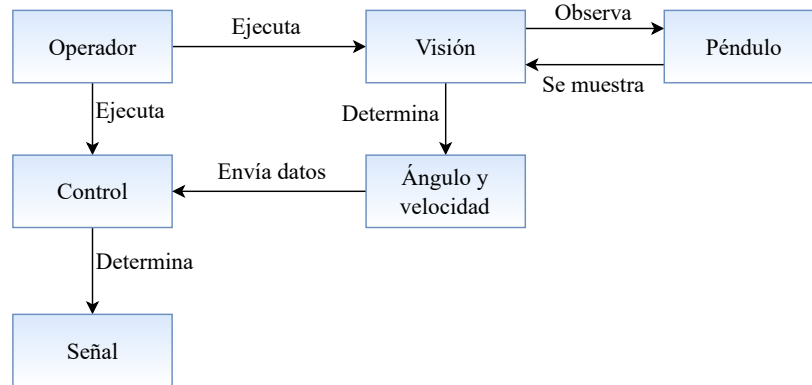 Observa
Operador
Ejecuta
Visión
Péndulo
Se muestra
Ejecuta
Determina
Control
Envía datos
Ángulo y
velocidad
Determina
Señal